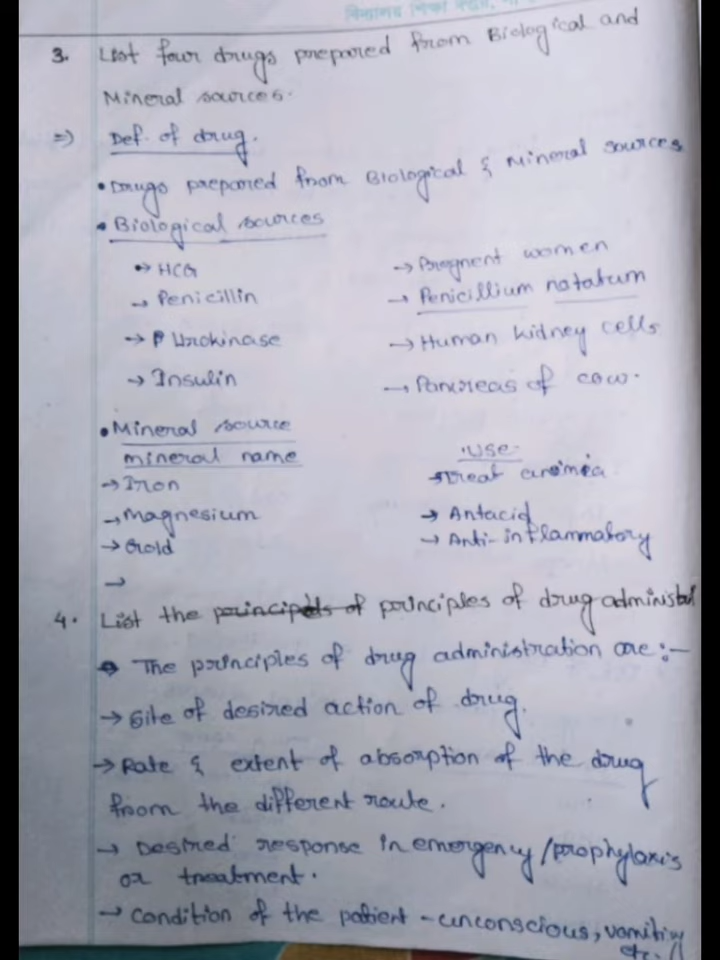 3. List four drugs prepared from Biological and
Mineral sources.
=> Def. of drug.
• Drugs prepared from Biological & Mineral sources
• Biological sources
→ HCG → Pregnent women
→ Penicillin → Penicillium notatum
→ Urokinase → Human kidney cells
→ Insulin → Pancreas of cow.
• Mineral source
mineral name Use
→ Iron → treat anemia
→ Magnesium → Antacid
→ Gold → Anti-inflammatory
→
4. List the principals of principles of drug administ
→ The principles of drug administration are:-
→ Site of desired action of drug.
→ Rate & extent of absorption of the drug
from the different route.
→ Desired response in emergency/prophylaxis
or treatment.
→ Condition of the patient - unconscious, vomiting
etc.